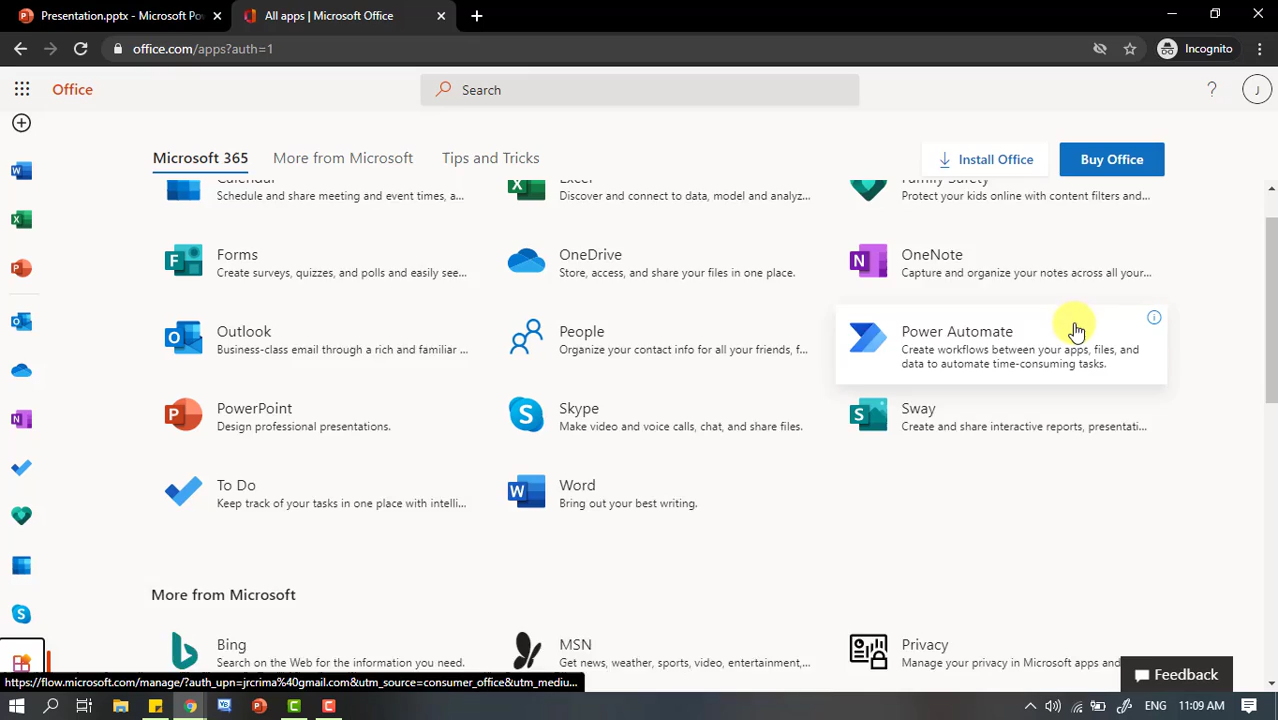 Presentation.pptx - Microsoft Po
All apps | Microsoft Office
office.com/apps?auth=1
Incognito
Office
Search
J
Microsoft 365
More from Microsoft
Tips and Tricks
Install Office
Buy Office
Calendar
Schedule and share meeting and event times, a...
Excel
Discover and connect to data, model and analyz...
Family Safety
Protect your kids online with content filters and...
Forms
Create surveys, quizzes, and polls and easily see...
OneDrive
Store, access, and share your files in one place.
OneNote
Capture and organize your notes across all your...
Outlook
Business-class email through a rich and familiar ...
People
Organize your contact info for all your friends, f...
Power Automate
Create workflows between your apps, files, and
data to automate time-consuming tasks.
PowerPoint
Design professional presentations.
Skype
Make video and voice calls, chat, and share files.
Sway
Create and share interactive reports, presentati...
To Do
Keep track of your tasks in one place with intelli...
Word
Bring out your best writing.
More from Microsoft
Bing
Search on the Web for the information you need.
MSN
Get news, weather, sports, video, entertainment,...
Privacy
Manage your privacy in Microsoft apps and
Feedback
https://flow.microsoft.com/manage/?auth_upn=jrcrima%40gmail.com&utm_source=consumer_office&utm_mediu...
ENG
11:09 AM